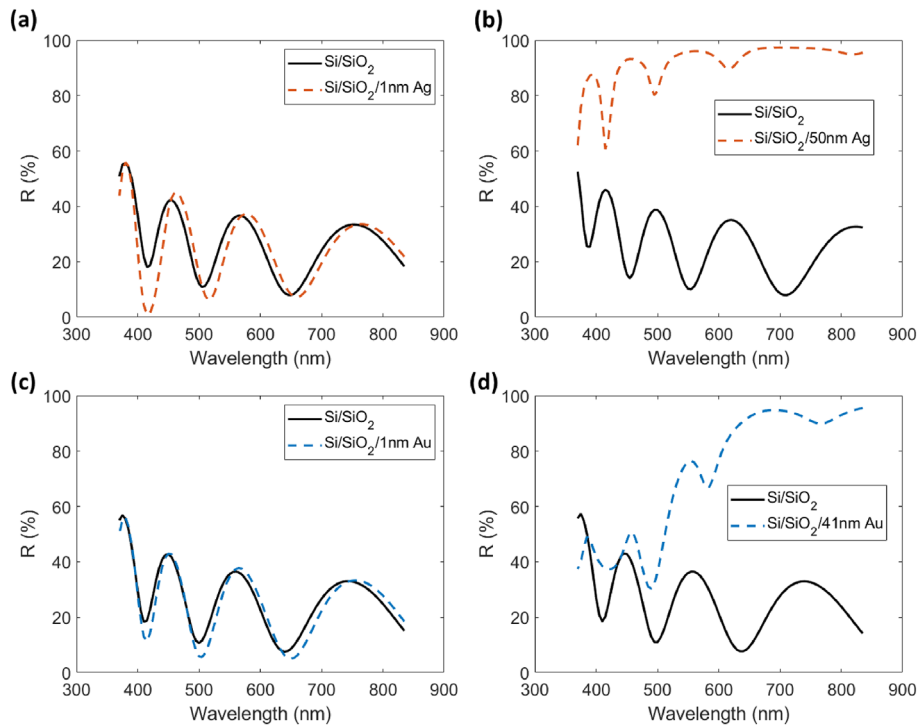 (a)
100
80
60
40
20
0
R (%)
300 400 500 600 700 800 900
Wavelength (nm)
Si/SiO2
Si/SiO2/1nm Ag
(b)
100
80
60
40
20
0
R (%)
300 400 500 600 700 800 900
Wavelength (nm)
Si/SiO2
Si/SiO2/50nm Ag
(c)
100
80
60
40
20
0
R (%)
300 400 500 600 700 800 900
Wavelength (nm)
Si/SiO2
Si/SiO2/1nm Au
(d)
100
80
60
40
20
0
R (%)
300 400 500 600 700 800 900
Wavelength (nm)
Si/SiO2
Si/SiO2/41nm Au